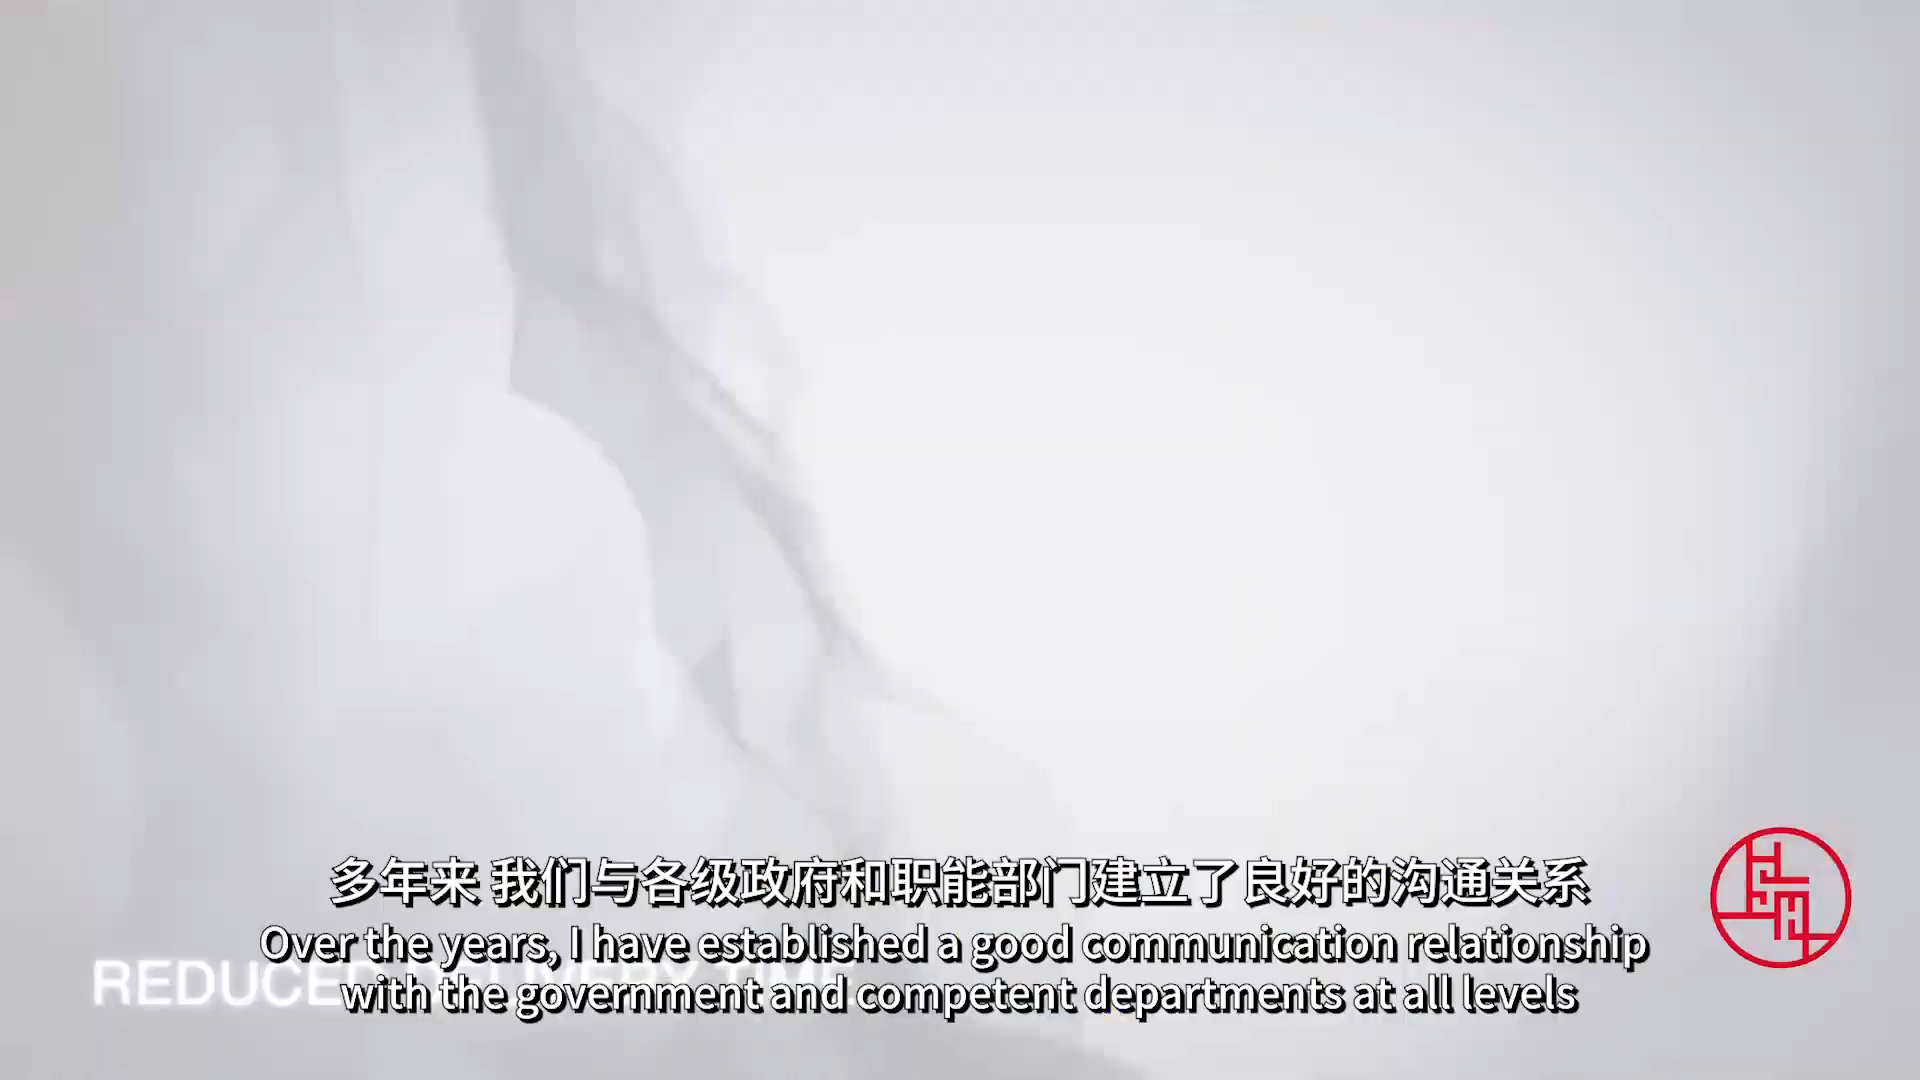 多年来 我们与各级政府和职能部门建立了良好的沟通关系
Over the years, I have established a good communication relationship
with the government and competent departments at all levels
REDUCED DELIVERY TIME